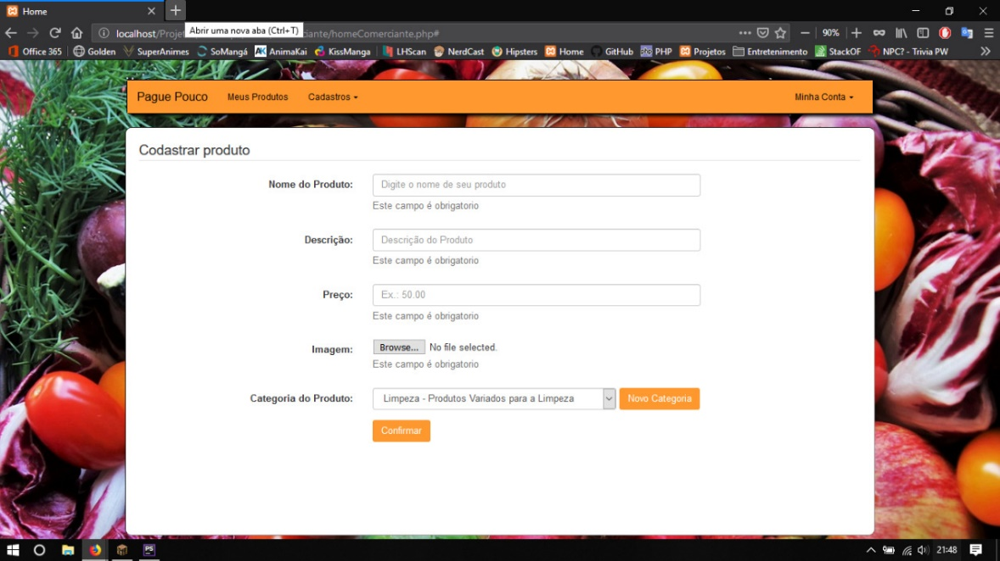 Home
Abrir uma nova aba (Ctrl+T)
localhost/Projet ciante/homeComerciante.php#
90%
Office 365 Golden SuperAnimes SoMangá AK AnimaKai KissManga LHScan NerdCast Hipsters Home GitHub php PHP Projetos Entretenimento StackOF NPC? - Trivia PW
Pague Pouco Meus Produtos Cadastros Minha Conta
Codastrar produto
Nome do Produto: Digite o nome de seu produto
Este campo é obrigatorio
Descrição: Descrição do Produto
Este campo é obrigatorio
Preço: Ex.: 50.00
Este campo é obrigatorio
Imagem: Browse... No file selected.
Este campo é obrigatorio
Categoria do Produto: Limpeza - Produtos Variados para a Limpeza Novo Categoria
Confirmar
PS 21:48